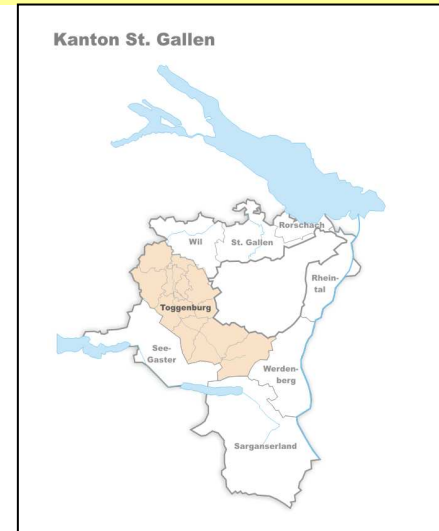 Kanton St. Gallen
Rorschach
Wil
St. Gallen
Rhein-
tal
Toggenburg
See-
Gaster
Werden-
berg
Sarganserland